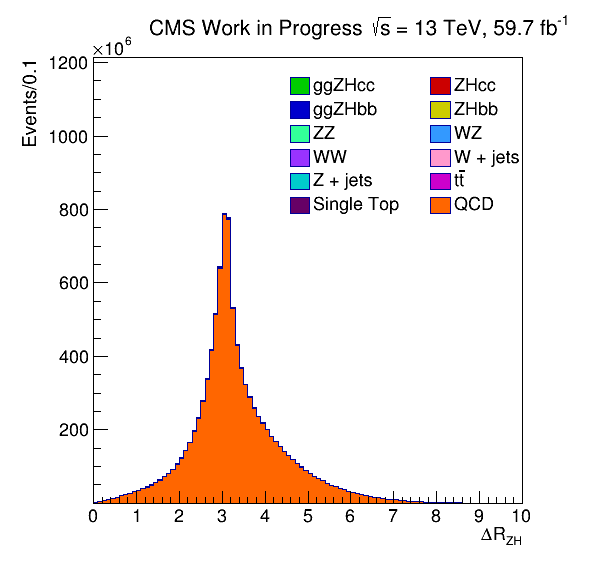 CMS Work in Progress √s = 13 TeV, 59.7 fb⁻¹
×10⁶
Events/0.1
1200
1000
800
600
400
200
ggZHcc ZHcc
ggZHbb ZHbb
ZZ WZ
WW W + jets
Z + jets tt̄
Single Top QCD
0 1 2 3 4 5 6 7 8 9 10
ΔR_ZH